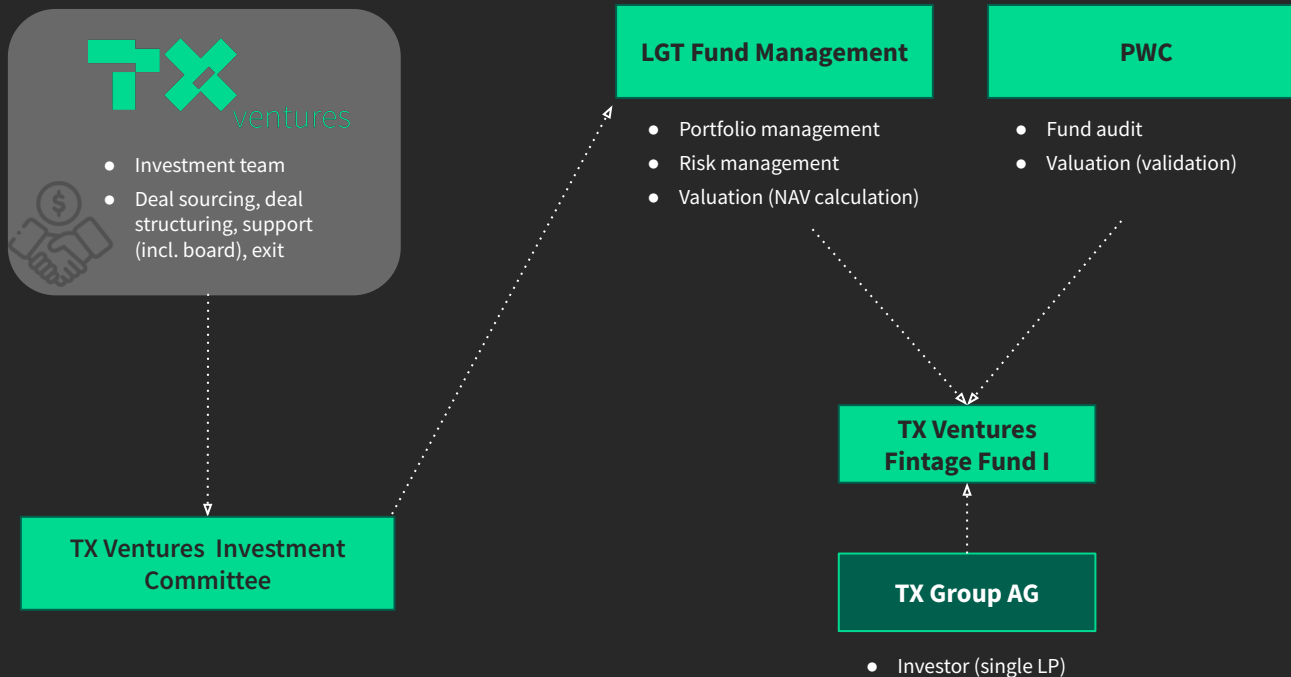 TX
ventures
● Investment team
● Deal sourcing, deal
structuring, support
(incl. board), exit
LGT Fund Management
● Portfolio management
● Risk management
● Valuation (NAV calculation)
PWC
● Fund audit
● Valuation (validation)
TX Ventures Investment
Committee
TX Ventures
Fintage Fund I
TX Group AG
● Investor (single LP)